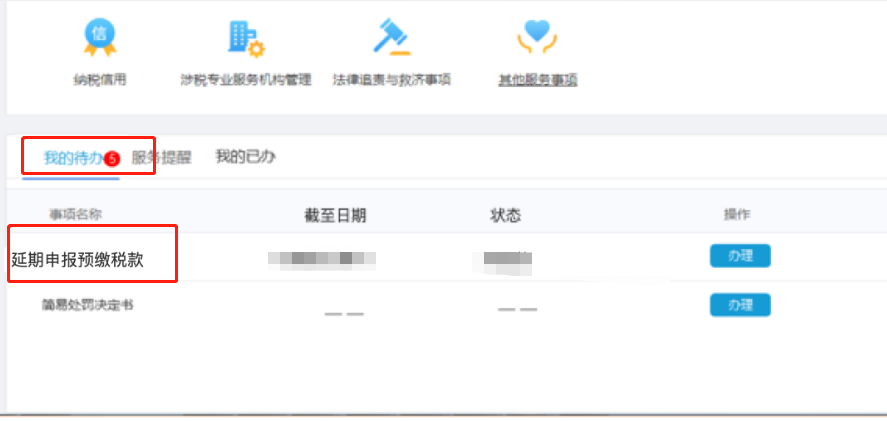 信
纳税信用 涉税专业服务机构管理 法律追责与救济事项 其他服务事项
我的待办 5 服务提醒 我的已办
事项名称 截至日期 状态 操作
延期申报预缴税款 办理
简易处罚决定书 — — — — 办理